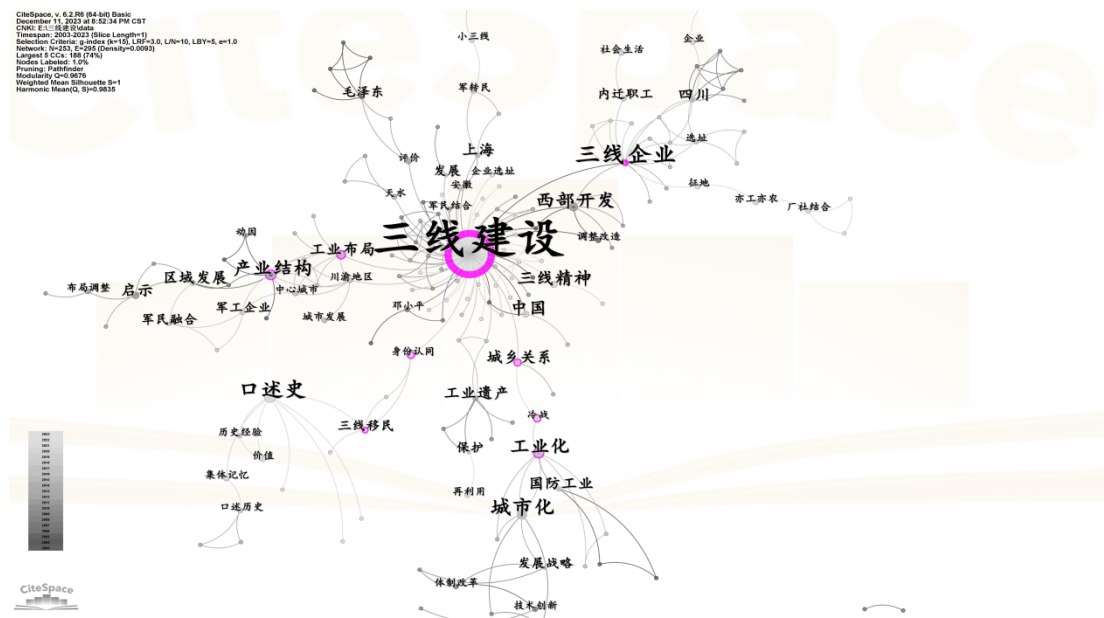 CiteSpace, v. 6.2.R6 (64-bit) Basic
December 11, 2023 at 8:52:34 PM CST
CNKI: E:\三线建设\data
Timespan: 2003-2023 (Slice Length=1)
Selection Criteria: g-index (k=15), LRF=3.0, L/N=10, LBY=5, e=1.0
Network: N=253, E=295 (Density=0.0093)
Largest 5 CCs: 188 (74%)
Nodes Labeled: 1.0%
Pruning: Pathfinder
Modularity Q=0.9676
Weighted Mean Silhouette S=1
Harmonic Mean(Q, S)=0.9835
小三线
企业
社会生活
军转民
毛泽东
内迁职工
四川
选址
上海
三线企业
评价
发展
企业选址
安徽
征地
天水
军民结合
西部开发
亦工亦农
厂社结合
动因
三线建设
调整改造
工业布局
产业结构
区域发展
川渝地区
三线精神
布局调整
启示
中心城市
军工企业
邓小平
中国
军民融合
城市发展
身份认同
城乡关系
口述史
工业遗产
冷战
三线移民
历史经验
保护
工业化
价值
集体记忆
国防工业
再利用
口述历史
城市化
发展战略
体制改革
技术创新
CiteSpace